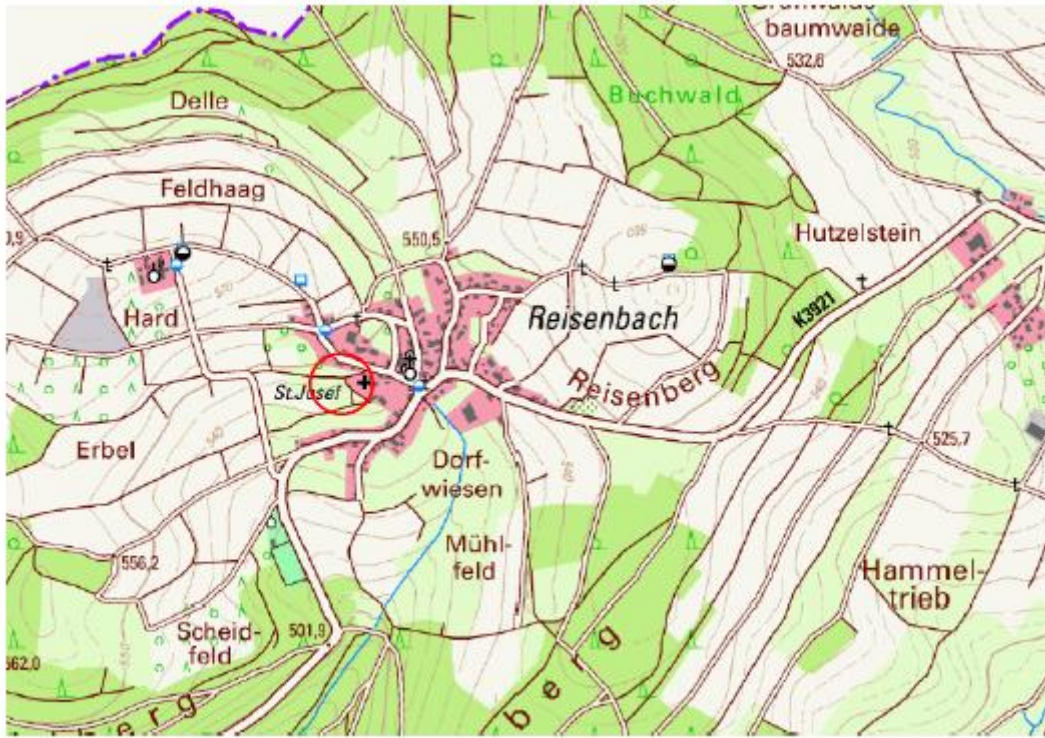 baumwaide
532,6
Delle
Buchwald
Feldhaag
550,5
Hutzelstein
Hard
Reisenbach
K3921
St.Josef
Reisenberg
Erbel
525,7
Dorf-
wiesen
Mühl-
feld
556,2
Hammel-
trieb
Scheid-
feld
501,9
562,0
berg